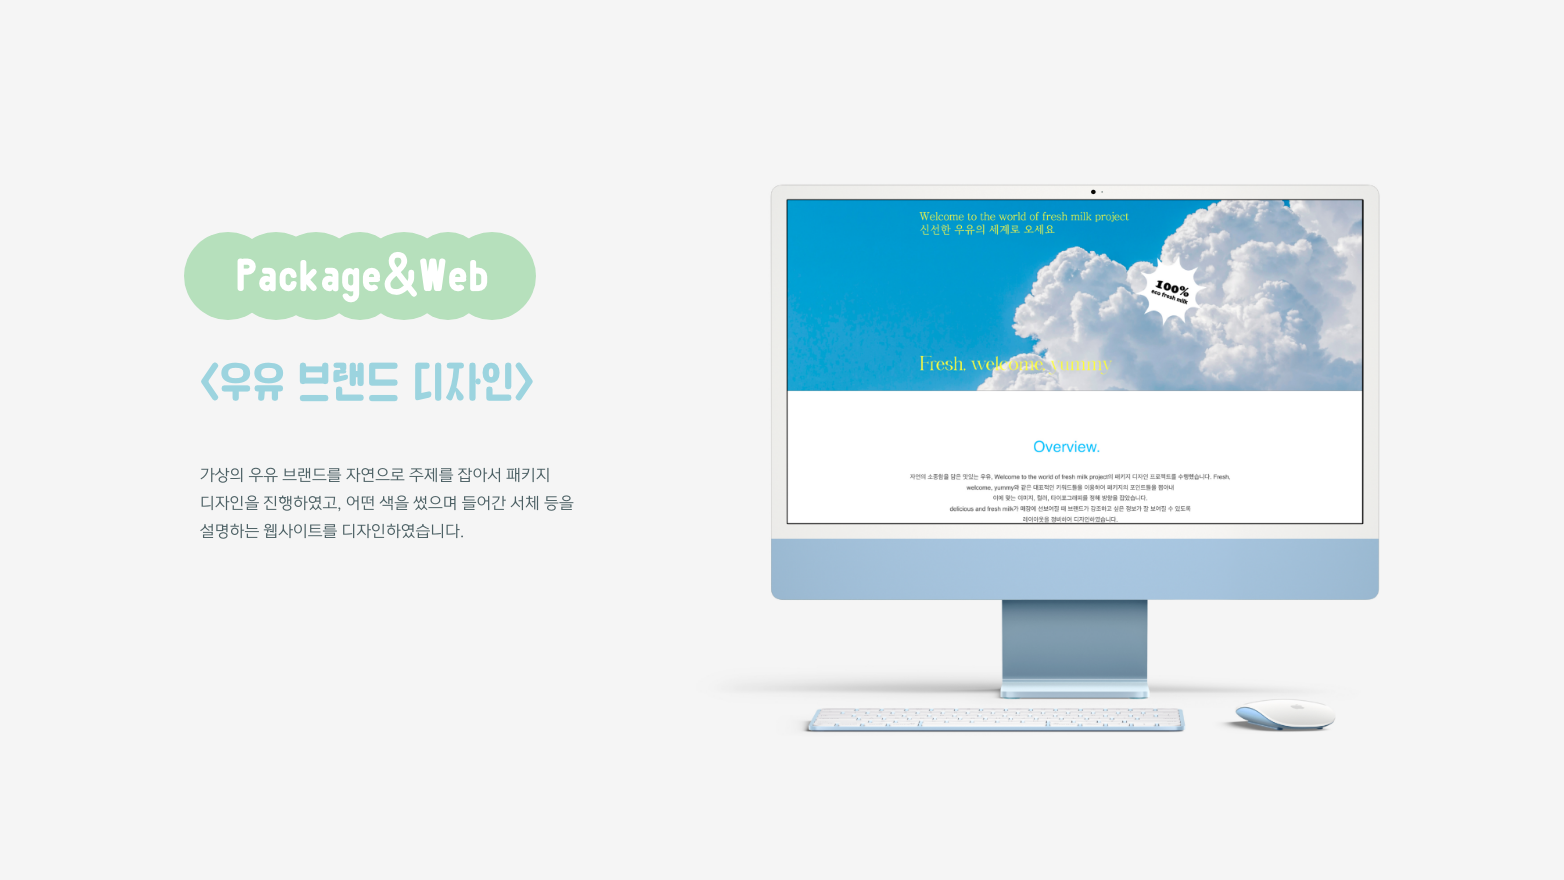 Package&Web
<우유 브랜드 디자인>
가상의 우유 브랜드를 자연으로 주제를 잡아서 패키지
디자인을 진행하였고, 어떤 색을 썼으며 들어간 서체 등을
설명하는 웹사이트를 디자인하였습니다.
Welcome to the world of fresh milk project
신선한 우유의 세계로 오세요
100%
eco fresh milk
Fresh, welcome, yummy
Overview.
자연의 소중함을 담은 맛있는 우유, Welcome to the world of fresh milk project의 패키지 디자인 프로젝트를 수행했습니다. Fresh,
welcome, yummy와 같은 대표적인 키워드들을 이용하여 패키지의 포인트들을 뽑아내
이에 맞는 이미지, 컬러, 타이포그래피를 통해 방향을 잡았습니다.
delicious and fresh milk가 매장에 선보여질 때 브랜드가 강조하고 싶은 정보가 잘 보여질 수 있도록
레이아웃을 정비하여 디자인하였습니다.